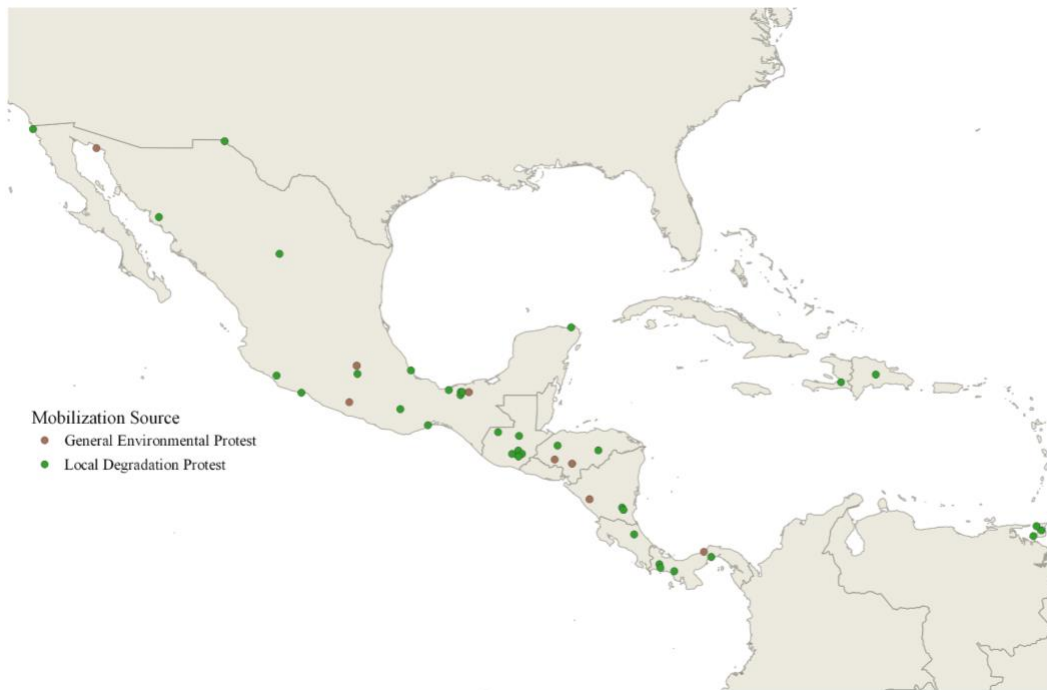 Mobilization Source
General Environmental Protest
Local Degradation Protest